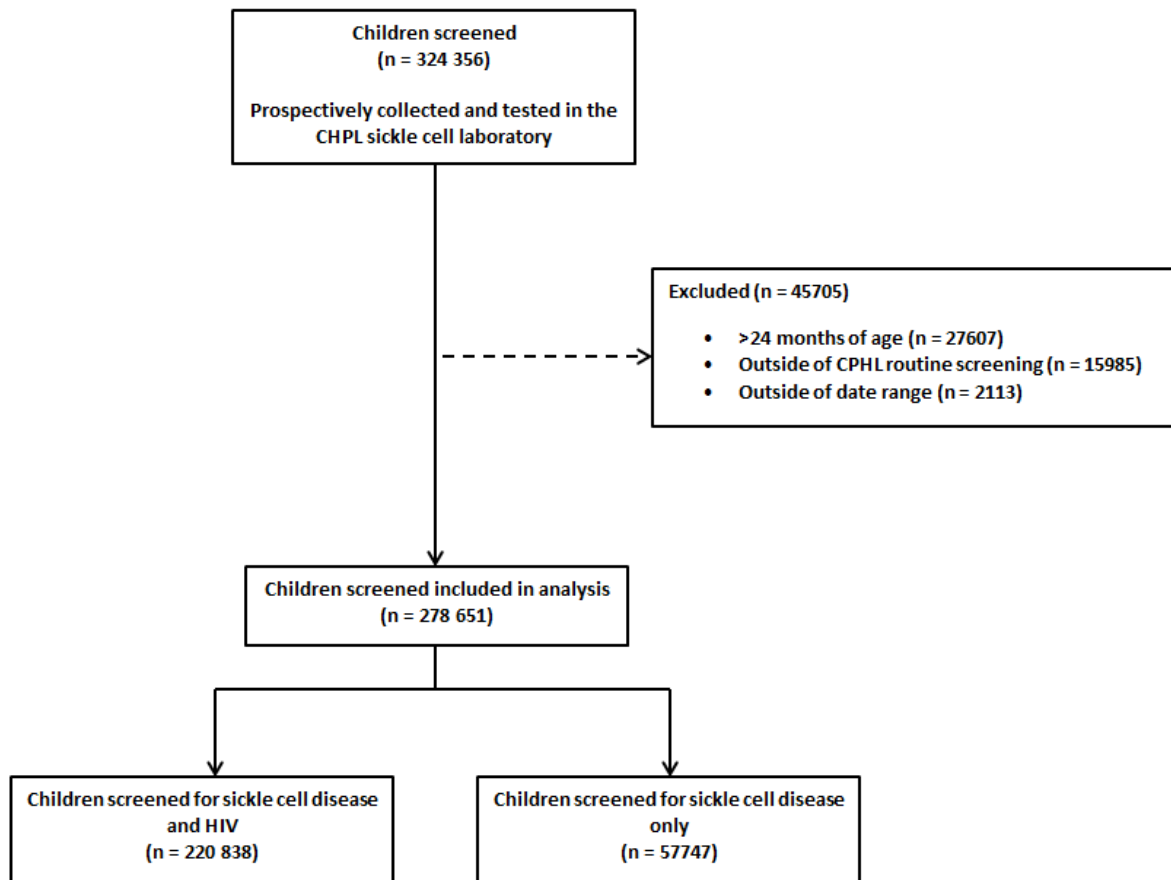 Children screened
(n = 324 356)
Prospectively collected and tested in the
CHPL sickle cell laboratory
Excluded (n = 45705)
• >24 months of age (n = 27607)
• Outside of CPHL routine screening (n = 15985)
• Outside of date range (n = 2113)
Children screened included in analysis
(n = 278 651)
Children screened for sickle cell disease
and HIV
(n = 220 838)
Children screened for sickle cell disease
only
(n = 57747)